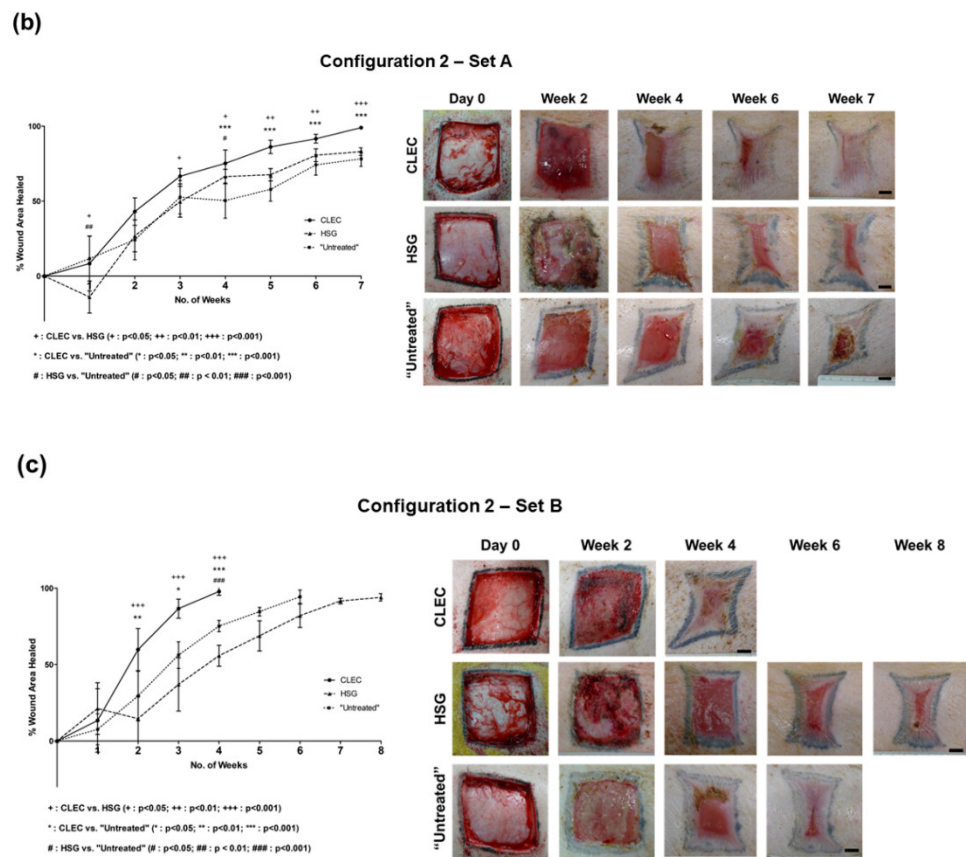 (b)
Configuration 2 – Set A
% Wound Area Healed
100
50
0
2
3
4
5
6
7
No. of Weeks
+
##
+
+
***
#
++
***
++
***
+++
***
CLEC
HSG
"Untreated"
+ : CLEC vs. HSG (+ : p<0.05; ++ : p<0.01; +++ : p<0.001)
* : CLEC vs. "Untreated" (* : p<0.05; ** : p<0.01; *** : p<0.001)
# : HSG vs. "Untreated" (# : p<0.05; ## : p < 0.01; ### : p<0.001)
Day 0 Week 2 Week 4 Week 6 Week 7
CLEC
HSG
“Untreated”
(c)
Configuration 2 – Set B
% Wound Area Healed
100
50
0
1
2
3
4
5
6
7
8
No. of Weeks
+++
**
+++
*
+++
***
###
CLEC
HSG
"Untreated"
+ : CLEC vs. HSG (+ : p<0.05; ++ : p<0.01; +++ : p<0.001)
* : CLEC vs. "Untreated" (* : p<0.05; ** : p<0.01; *** : p<0.001)
# : HSG vs. "Untreated" (# : p<0.05; ## : p < 0.01; ### : p<0.001)
Day 0 Week 2 Week 4 Week 6 Week 8
CLEC
HSG
“Untreated”